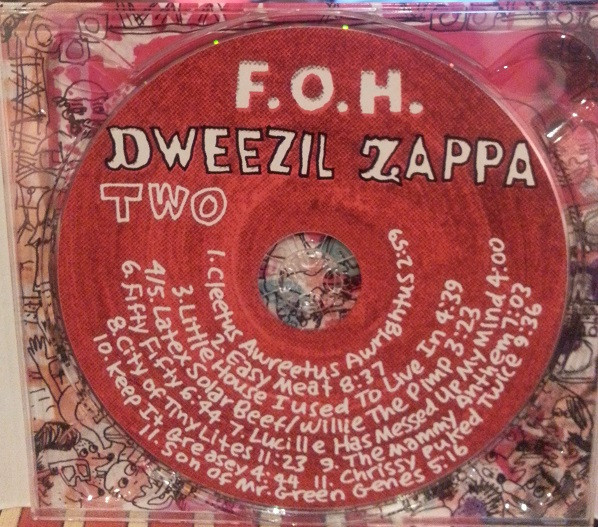 F.O.H.
DWEEZIL ZAPPA
TWO
1. Cleetus Awreetus Awrightus 2:59
2. Easy Meat 8:37
3. Little House I used To Live In 4:39
4/5. Latex Solar Beef/Willie The Pimp 3:23
6. Fifty Fifty 6:44 7. Lucille Has Messed Up My Mind 4:00
8. City of Tiny Lites 11:23 9. The Mammy Anthem 7:03
10. Keep It Greasey 4:44 11. Chrissy Puked Twice 9:36
11. Son of Mr. Green Genes 5:16